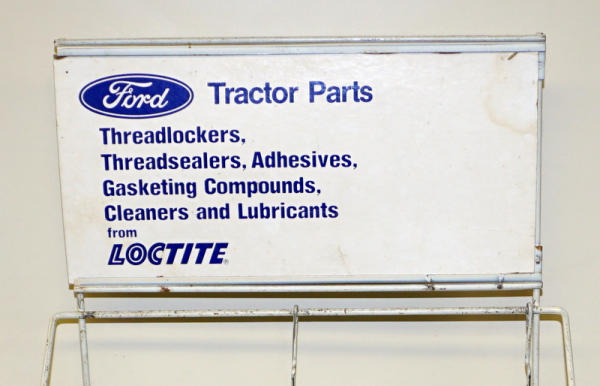 Ford Tractor Parts
Threadlockers,
Threadsealers, Adhesives,
Gasketing Compounds,
Cleaners and Lubricants
from
LOCTITE®